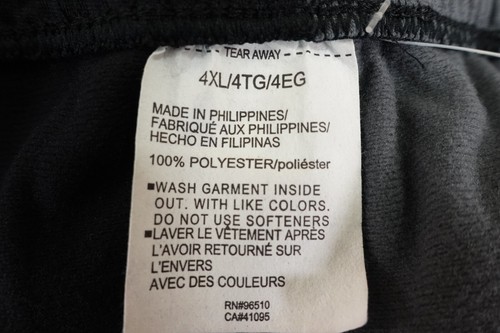 TEAR AWAY
4XL/4TG/4EG
MADE IN PHILIPPINES/
FABRIQUÉ AUX PHILIPPINES/
HECHO EN FILIPINAS
100% POLYESTER/poliéster
▪WASH GARMENT INSIDE
OUT. WITH LIKE COLORS.
DO NOT USE SOFTENERS
▪LAVER LE VÊTEMENT APRÈS
L'AVOIR RETOURNÉ SUR
L'ENVERS
AVEC DES COULEURS
RN#96510
CA#41095